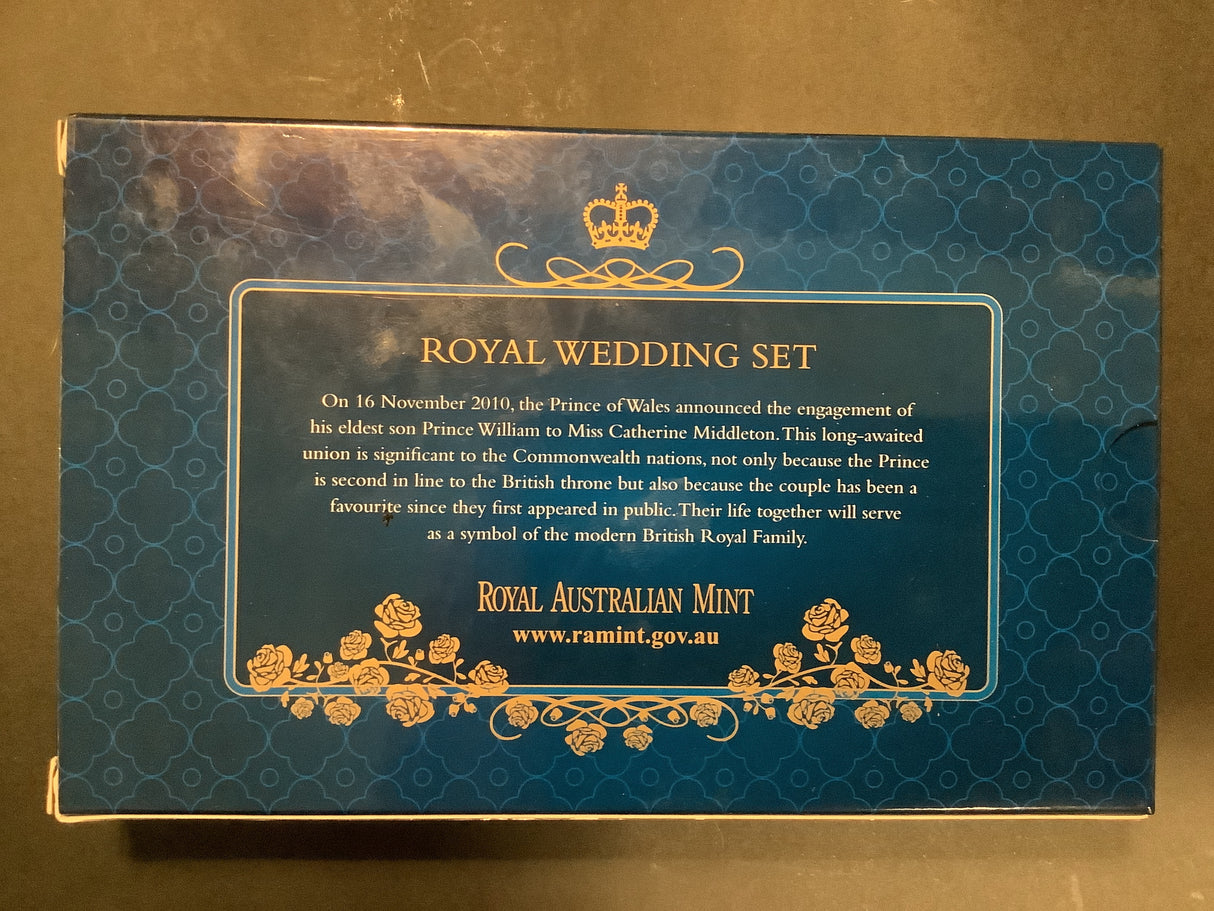 ROYAL WEDDING SET
On 16 November 2010, the Prince of Wales announced the engagement of
his eldest son Prince William to Miss Catherine Middleton. This long-awaited
union is significant to the Commonwealth nations, not only because the Prince
is second in line to the British throne but also because the couple has been a
favourite since they first appeared in public. Their life together will serve
as a symbol of the modern British Royal Family.
ROYAL AUSTRALIAN MINT
www.ramint.gov.au